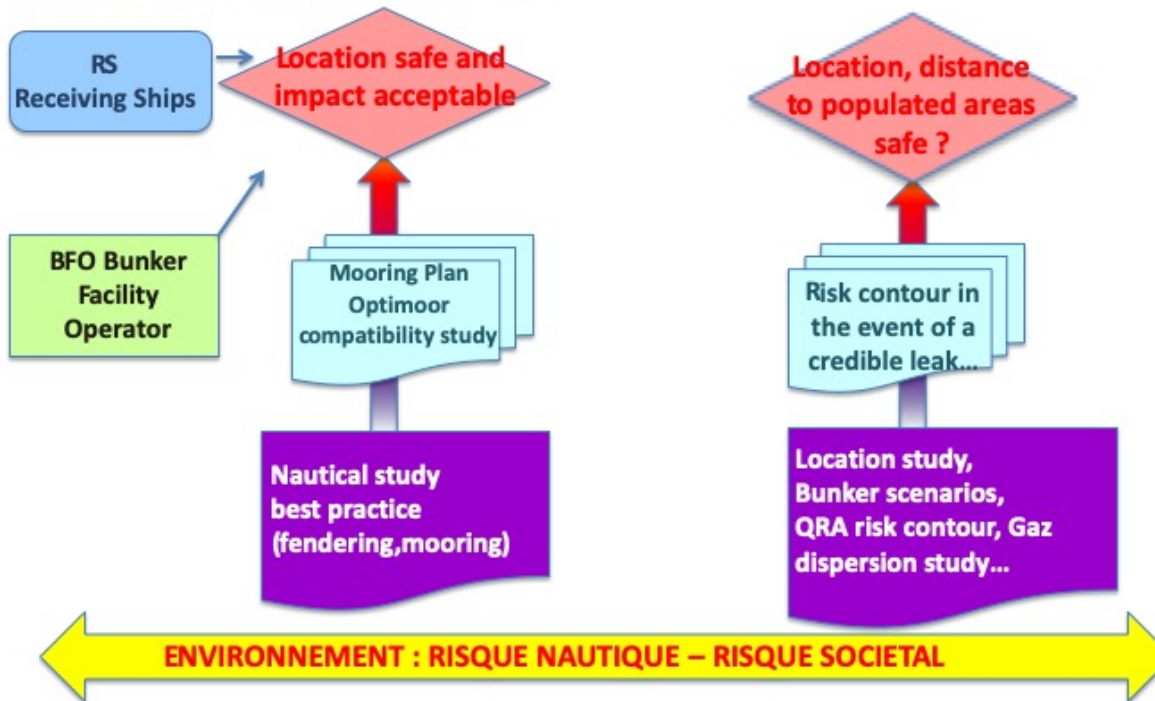 RS
Receiving Ships
Location safe and
impact acceptable
Location, distance
to populated areas
safe ?
BFO Bunker
Facility
Operator
Mooring Plan
Optimoor
compatibility study
Risk contour in
the event of a
credible leak...
Nautical study
best practice
(fendering,mooring)
Location study,
Bunker scenarios,
QRA risk contour, Gaz
dispersion study...
ENVIRONNEMENT : RISQUE NAUTIQUE – RISQUE SOCIETAL